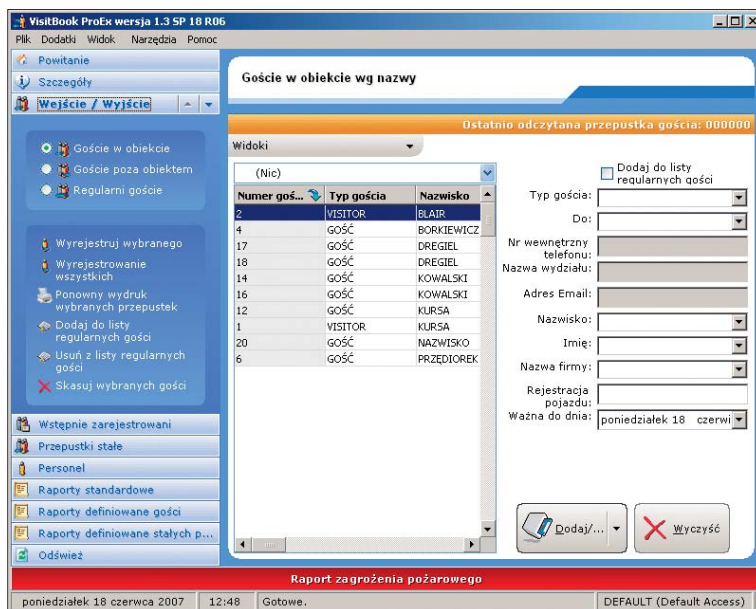 VisitBook ProEx wersja 1.3 SP 18 R06
Plik Dodatki Widok Narzędzia Pomoc
Powitanie
Szczegóły
Wejście / Wyjście
Goście w obiekcie
Goście poza obiektem
Regularni goście
Wyrejestruj wybranego
Wyrejestrowanie
wszystkich
Ponowny wydruk
wybranych przepustek
Dodaj do listy
regularnych gości
Usuń z listy regularnych
gości
Skasuj wybranych gości
Wstępnie zarejestrowani
Przepustki stałe
Personel
Raporty standardowe
Raporty definiowane gości
Raporty definiowane stałych p...
Odśwież
Goście w obiekcie wg nazwy
Ostatnio odczytana przepustka gościa: 000000
Widoki
(Nic)
Numer goś... Typ gościa Nazwisko
2 VISITOR BLAIR
4 GOŚĆ BORKIEWICZ
17 GOŚĆ DREGIEL
18 GOŚĆ DREGIEL
14 GOŚĆ KOWALSKI
16 GOŚĆ KOWALSKI
12 GOŚĆ KURSA
1 VISITOR KURSA
20 GOŚĆ NAZWISKO
6 GOŚĆ PRZĘDIOREK
Dodaj do listy
regularnych gości
Typ gościa:
Do:
Nr wewnętrzny
telefonu:
Nazwa wydziału:
Adres Email:
Nazwisko:
Imię:
Nazwa firmy:
Rejestracja
pojazdu:
Ważna do dnia: poniedziałek 18 czerwi
Dodaj/...
Wyczyść
Raport zagrożenia pożarowego
poniedziałek 18 czerwca 2007 12:48 Gotowe. DEFAULT (Default Access)